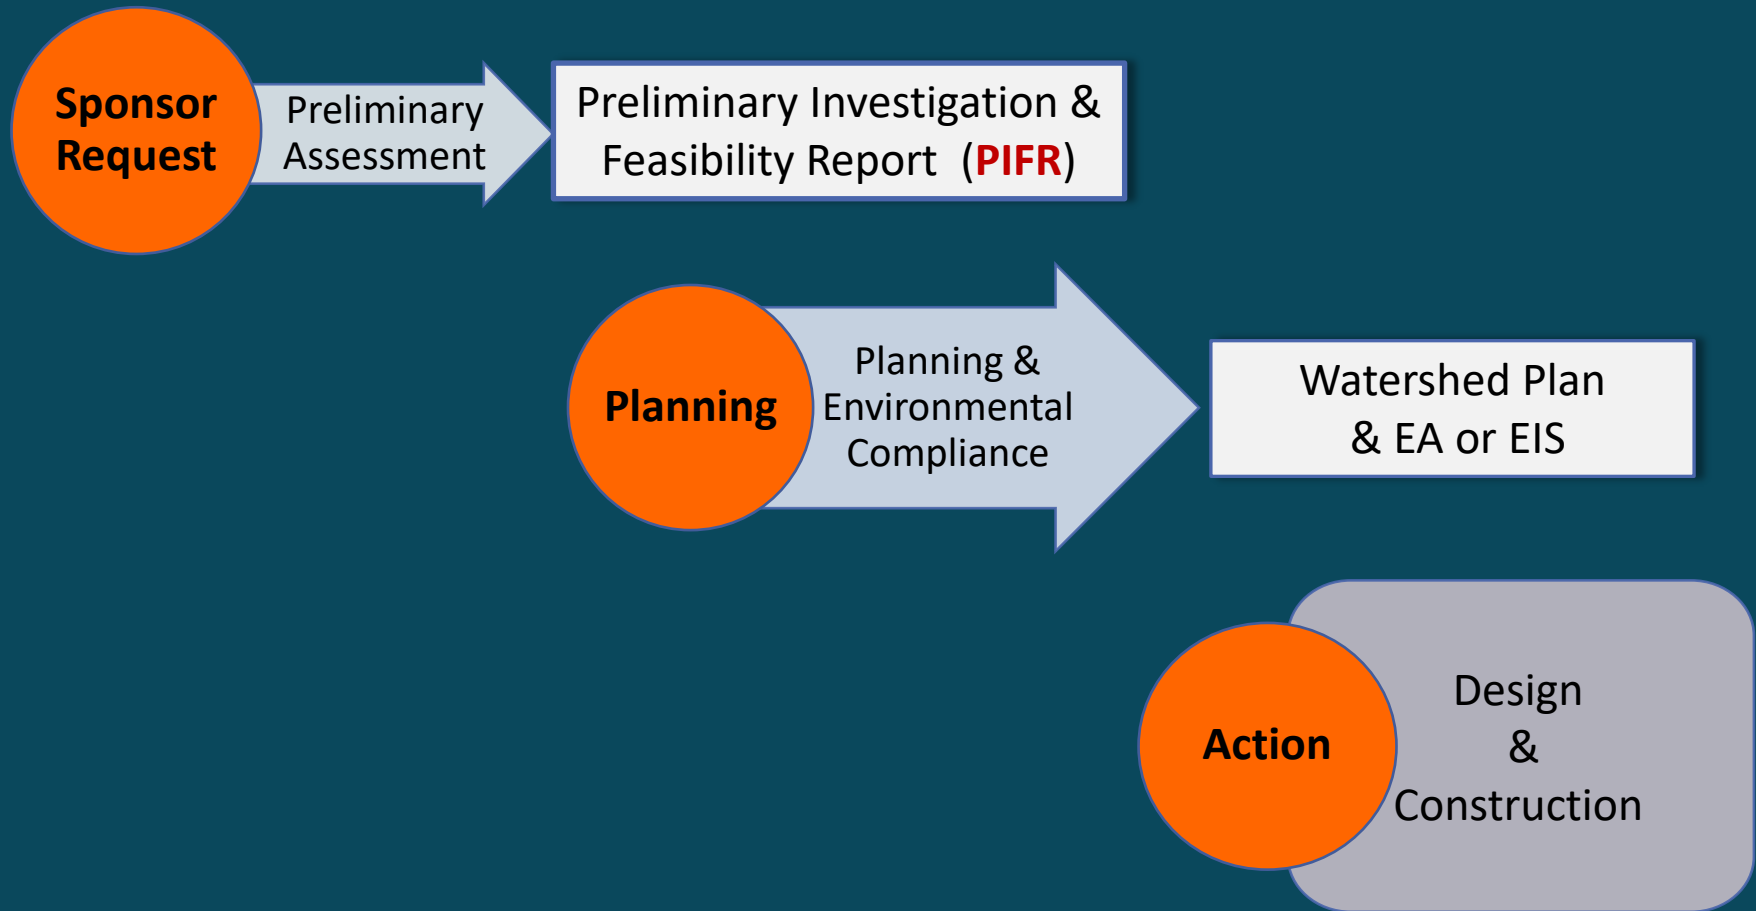 Sponsor
Request
Preliminary
Assessment
Preliminary Investigation &
Feasibility Report (PIFR)
Planning
Planning &
Environmental
Compliance
Watershed Plan
& EA or EIS
Action
Design
&
Construction